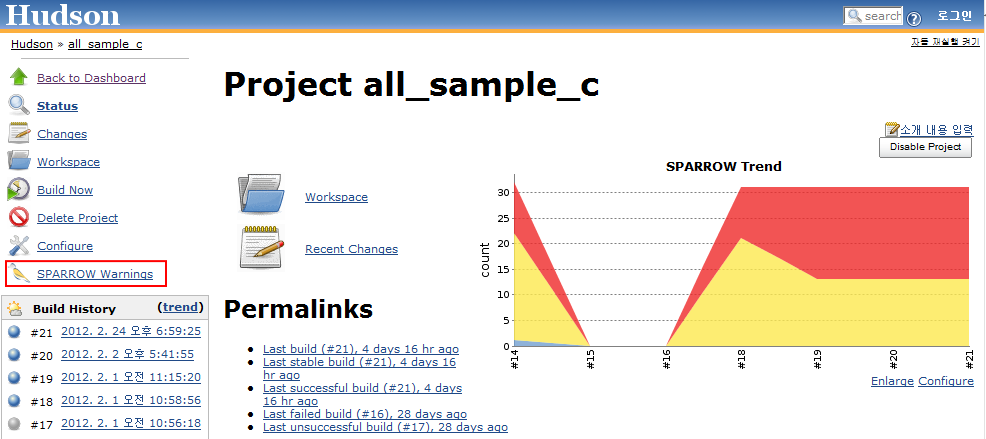 Hudson
search
로그인
Hudson » all_sample_c
자동 재실행 켜기
Back to Dashboard
Status
Changes
Workspace
Build Now
Delete Project
Configure
SPARROW Warnings
Build History (trend)
#21 2012. 2. 24 오후 6:59:25
#20 2012. 2. 2 오후 5:41:55
#19 2012. 2. 1 오전 11:15:20
#18 2012. 2. 1 오전 10:58:56
#17 2012. 2. 1 오전 10:56:18
Project all_sample_c
소개 내용 입력
Disable Project
Workspace
Recent Changes
SPARROW Trend
count
30
25
20
15
10
5
0
#14 #15 #16 #18 #19 #20 #21
Enlarge Configure
Permalinks
Last build (#21), 4 days 16 hr ago
Last stable build (#21), 4 days 16
hr ago
Last successful build (#21), 4 days
16 hr ago
Last failed build (#16), 28 days ago
Last unsuccessful build (#17), 28 days ago